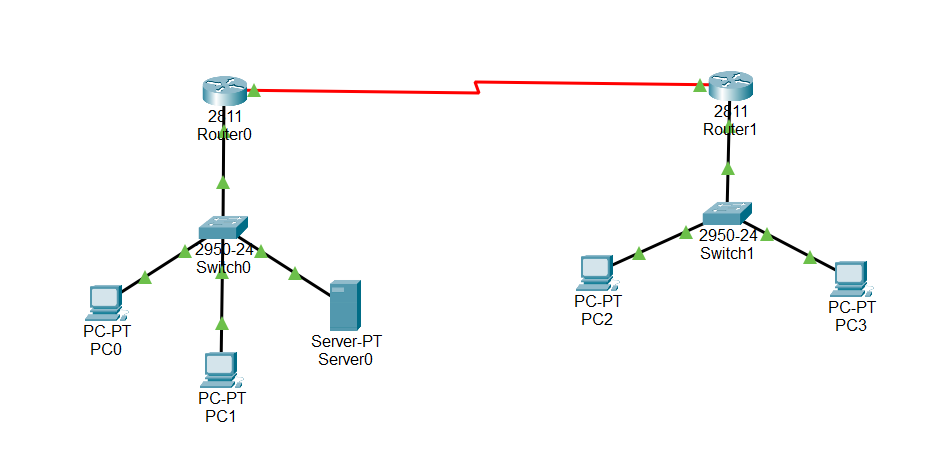 2811
Router0
2811
Router1
2950-24
Switch0
2950-24
Switch1
PC-PT
PC0
PC-PT
PC1
Server-PT
Server0
PC-PT
PC2
PC-PT
PC3